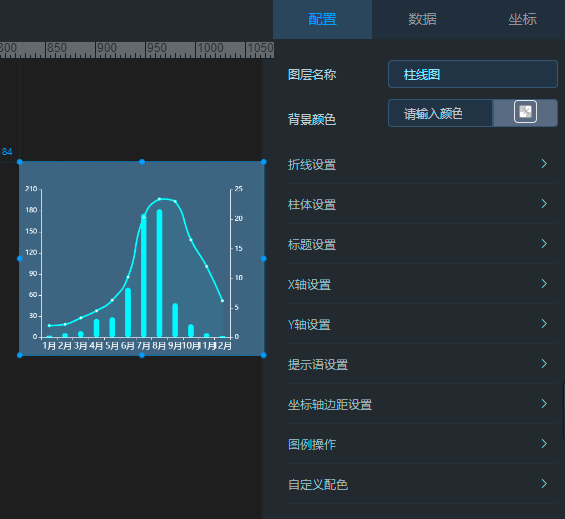 配置 数据 坐标
800 850 900 950 1000 1050
图层名称 柱线图
背景颜色 请输入颜色
84
折线设置
柱体设置
标题设置
X轴设置
Y轴设置
提示语设置
坐标轴边距设置
图例操作
自定义配色
210 25
180 20
150
120 15
90 10
60
30 5
0 0
1月 2月 3月 4月 5月 6月 7月 8月 9月 10月 11月 12月